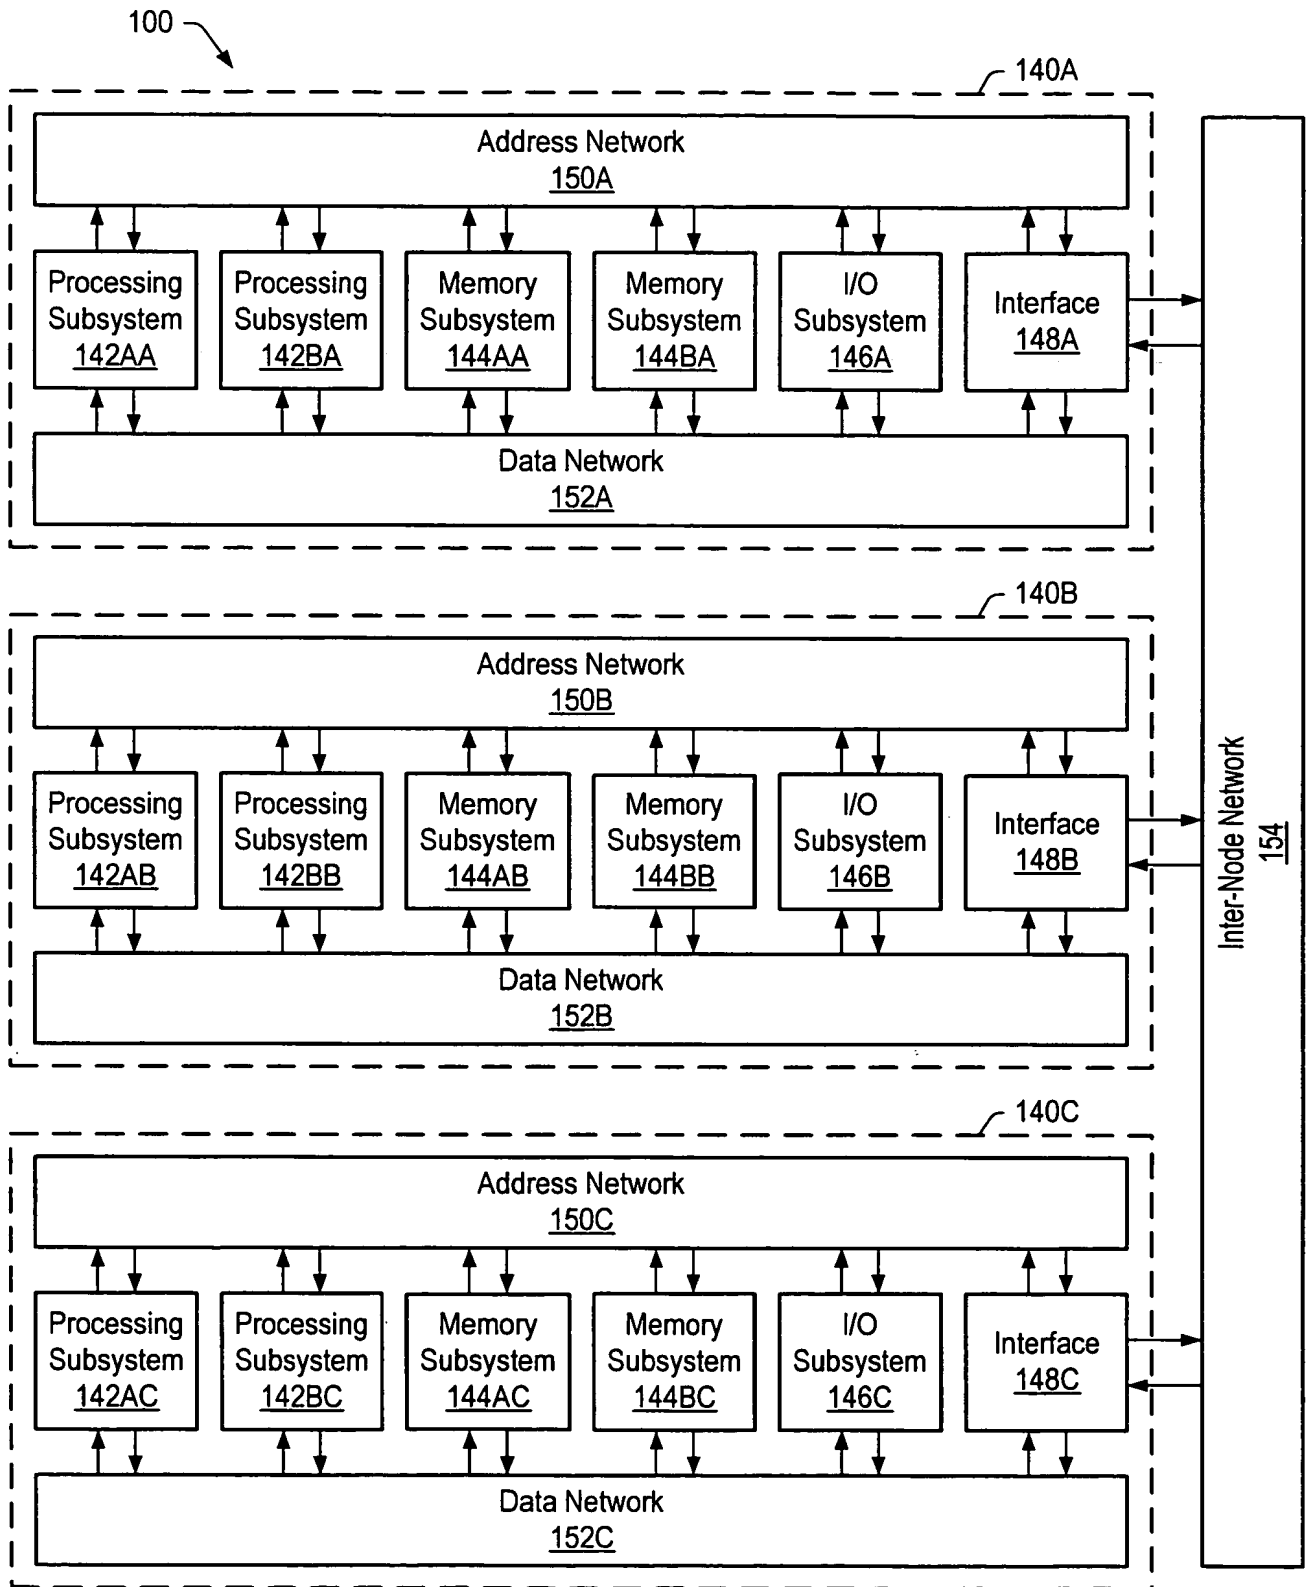 100
140A
Address Network
150A
Processing
Subsystem
142AA
Processing
Subsystem
142BA
Memory
Subsystem
144AA
Memory
Subsystem
144BA
I/O
Subsystem
146A
Interface
148A
Data Network
152A
140B
Address Network
150B
Processing
Subsystem
142AB
Processing
Subsystem
142BB
Memory
Subsystem
144AB
Memory
Subsystem
144BB
I/O
Subsystem
146B
Interface
148B
Data Network
152B
140C
Address Network
150C
Processing
Subsystem
142AC
Processing
Subsystem
142BC
Memory
Subsystem
144AC
Memory
Subsystem
144BC
I/O
Subsystem
146C
Interface
148C
Data Network
152C
Inter-Node Network
154